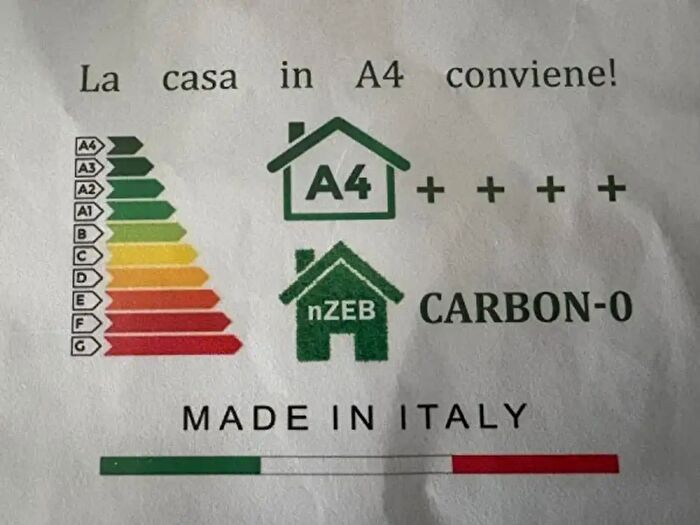 La casa in A4 conviene!
A4
A3
A2
A1
B
C
D
E
F
G
A4 + + + +
nZEB CARBON-0
MADE IN ITALY